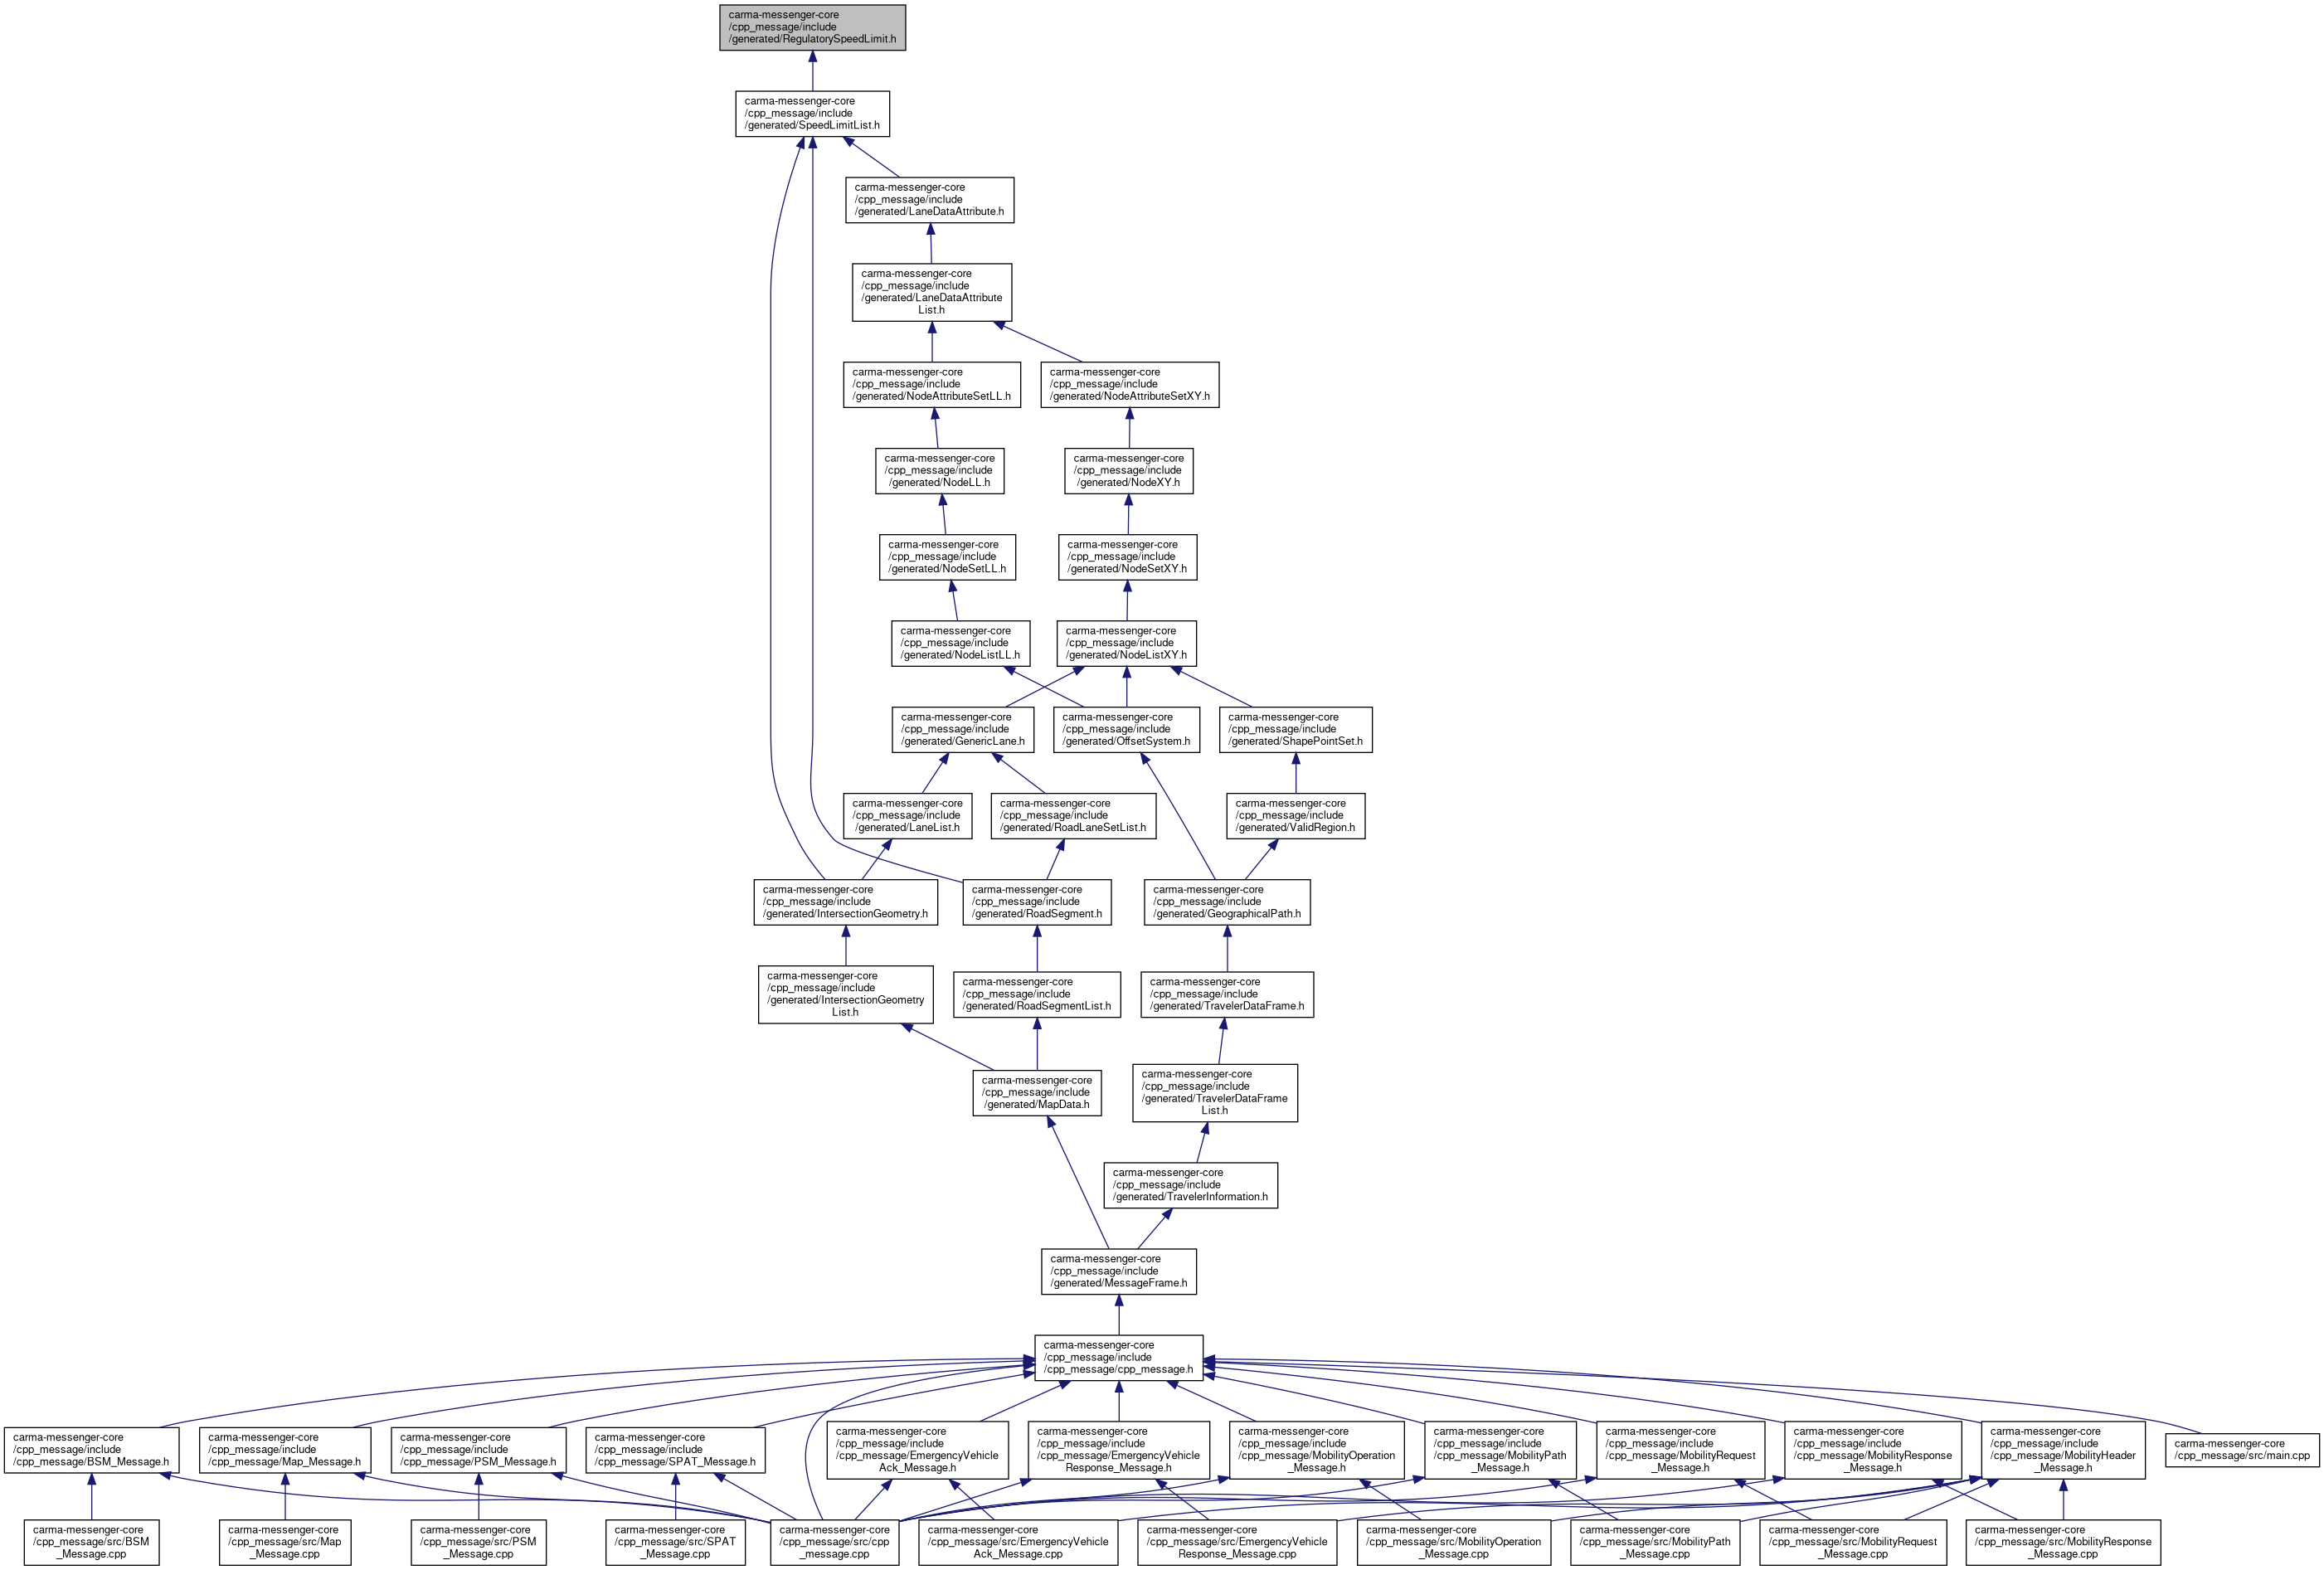 carma-messenger-core
/cpp_message/include
/generated/RegulatorySpeedLimit.h
carma-messenger-core
/cpp_message/include
/generated/SpeedLimitList.h
carma-messenger-core
/cpp_message/include
/generated/LaneDataAttribute.h
carma-messenger-core
/cpp_message/include
/generated/LaneDataAttribute
List.h
carma-messenger-core
/cpp_message/include
/generated/NodeAttributeSetLL.h
carma-messenger-core
/cpp_message/include
/generated/NodeAttributeSetXY.h
carma-messenger-core
/cpp_message/include
/generated/NodeLL.h
carma-messenger-core
/cpp_message/include
/generated/NodeXY.h
carma-messenger-core
/cpp_message/include
/generated/NodeSetLL.h
carma-messenger-core
/cpp_message/include
/generated/NodeSetXY.h
carma-messenger-core
/cpp_message/include
/generated/NodeListLL.h
carma-messenger-core
/cpp_message/include
/generated/NodeListXY.h
carma-messenger-core
/cpp_message/include
/generated/GenericLane.h
carma-messenger-core
/cpp_message/include
/generated/OffsetSystem.h
carma-messenger-core
/cpp_message/include
/generated/ShapePointSet.h
carma-messenger-core
/cpp_message/include
/generated/LaneList.h
carma-messenger-core
/cpp_message/include
/generated/RoadLaneSetList.h
carma-messenger-core
/cpp_message/include
/generated/ValidRegion.h
carma-messenger-core
/cpp_message/include
/generated/IntersectionGeometry.h
carma-messenger-core
/cpp_message/include
/generated/RoadSegment.h
carma-messenger-core
/cpp_message/include
/generated/GeographicalPath.h
carma-messenger-core
/cpp_message/include
/generated/IntersectionGeometry
List.h
carma-messenger-core
/cpp_message/include
/generated/RoadSegmentList.h
carma-messenger-core
/cpp_message/include
/generated/TravelerDataFrame.h
carma-messenger-core
/cpp_message/include
/generated/MapData.h
carma-messenger-core
/cpp_message/include
/generated/TravelerDataFrame
List.h
carma-messenger-core
/cpp_message/include
/generated/TravelerInformation.h
carma-messenger-core
/cpp_message/include
/generated/MessageFrame.h
carma-messenger-core
/cpp_message/include
/cpp_message/cpp_message.h
carma-messenger-core
/cpp_message/include
/cpp_message/BSM_Message.h
carma-messenger-core
/cpp_message/include
/cpp_message/Map_Message.h
carma-messenger-core
/cpp_message/include
/cpp_message/PSM_Message.h
carma-messenger-core
/cpp_message/include
/cpp_message/SPAT_Message.h
carma-messenger-core
/cpp_message/include
/cpp_message/EmergencyVehicle
Ack_Message.h
carma-messenger-core
/cpp_message/include
/cpp_message/EmergencyVehicle
Response_Message.h
carma-messenger-core
/cpp_message/include
/cpp_message/MobilityOperation
_Message.h
carma-messenger-core
/cpp_message/include
/cpp_message/MobilityPath
_Message.h
carma-messenger-core
/cpp_message/include
/cpp_message/MobilityRequest
_Message.h
carma-messenger-core
/cpp_message/include
/cpp_message/MobilityResponse
_Message.h
carma-messenger-core
/cpp_message/include
/cpp_message/MobilityHeader
_Message.h
carma-messenger-core
/cpp_message/src/main.cpp
carma-messenger-core
/cpp_message/src/BSM
_Message.cpp
carma-messenger-core
/cpp_message/src/Map
_Message.cpp
carma-messenger-core
/cpp_message/src/PSM
_Message.cpp
carma-messenger-core
/cpp_message/src/SPAT
_Message.cpp
carma-messenger-core
/cpp_message/src/cpp
_message.cpp
carma-messenger-core
/cpp_message/src/EmergencyVehicle
Ack_Message.cpp
carma-messenger-core
/cpp_message/src/EmergencyVehicle
Response_Message.cpp
carma-messenger-core
/cpp_message/src/MobilityOperation
_Message.cpp
carma-messenger-core
/cpp_message/src/MobilityPath
_Message.cpp
carma-messenger-core
/cpp_message/src/MobilityRequest
_Message.cpp
carma-messenger-core
/cpp_message/src/MobilityResponse
_Message.cpp